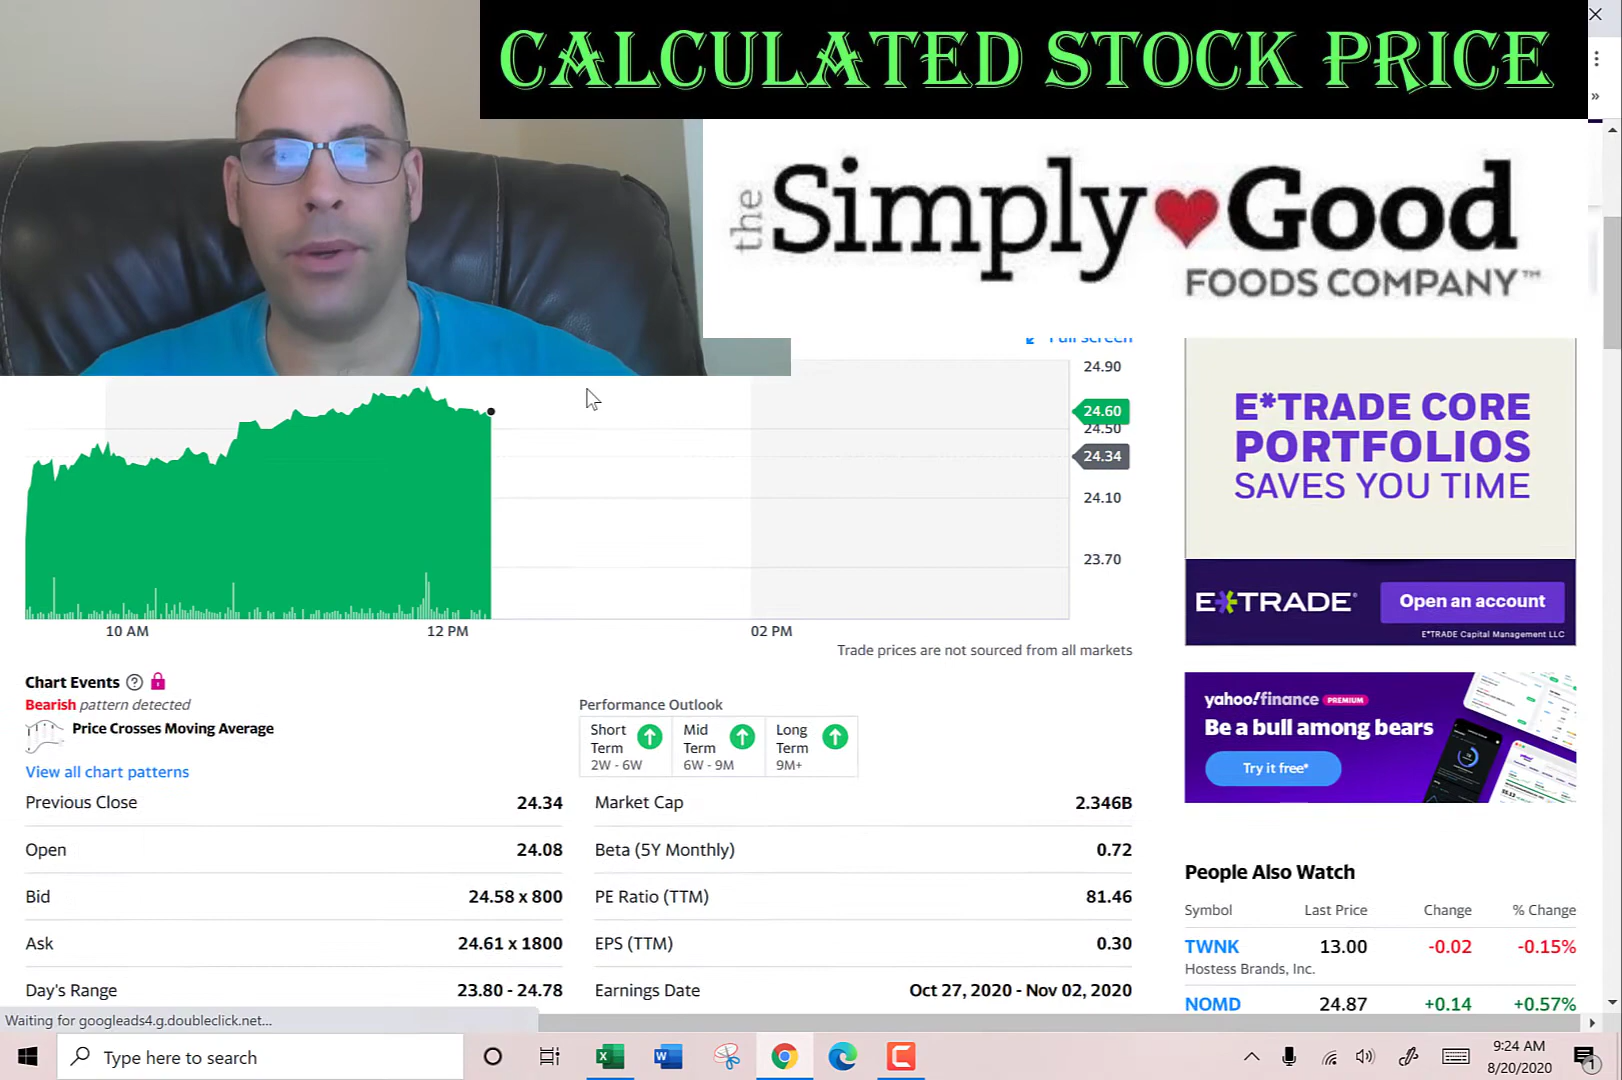 CALCULATED STOCK PRICE
the Simply Good
FOODS COMPANY™
Full screen
24.90
24.60
24.50
24.34
24.10
23.70
10 AM 12 PM 02 PM
Trade prices are not sourced from all markets
Chart Events
Bearish pattern detected
Price Crosses Moving Average
View all chart patterns
Performance Outlook
Short Term 2W - 6W
Mid Term 6W - 9M
Long Term 9M+
Previous Close 24.34
Open 24.08
Bid 24.58 x 800
Ask 24.61 x 1800
Day's Range 23.80 - 24.78
Market Cap 2.346B
Beta (5Y Monthly) 0.72
PE Ratio (TTM) 81.46
EPS (TTM) 0.30
Earnings Date Oct 27, 2020 - Nov 02, 2020
E*TRADE CORE
PORTFOLIOS
SAVES YOU TIME
E*TRADE Open an account
E*TRADE Capital Management LLC
yahoo!finance PREMIUM
Be a bull among bears
Try it free*
People Also Watch
Symbol Last Price Change % Change
TWNK 13.00 -0.02 -0.15%
Hostess Brands, Inc.
NOMD 24.87 +0.14 +0.57%
Waiting for googleads4.g.doubleclick.net...
Type here to search
9:24 AM
8/20/2020
1